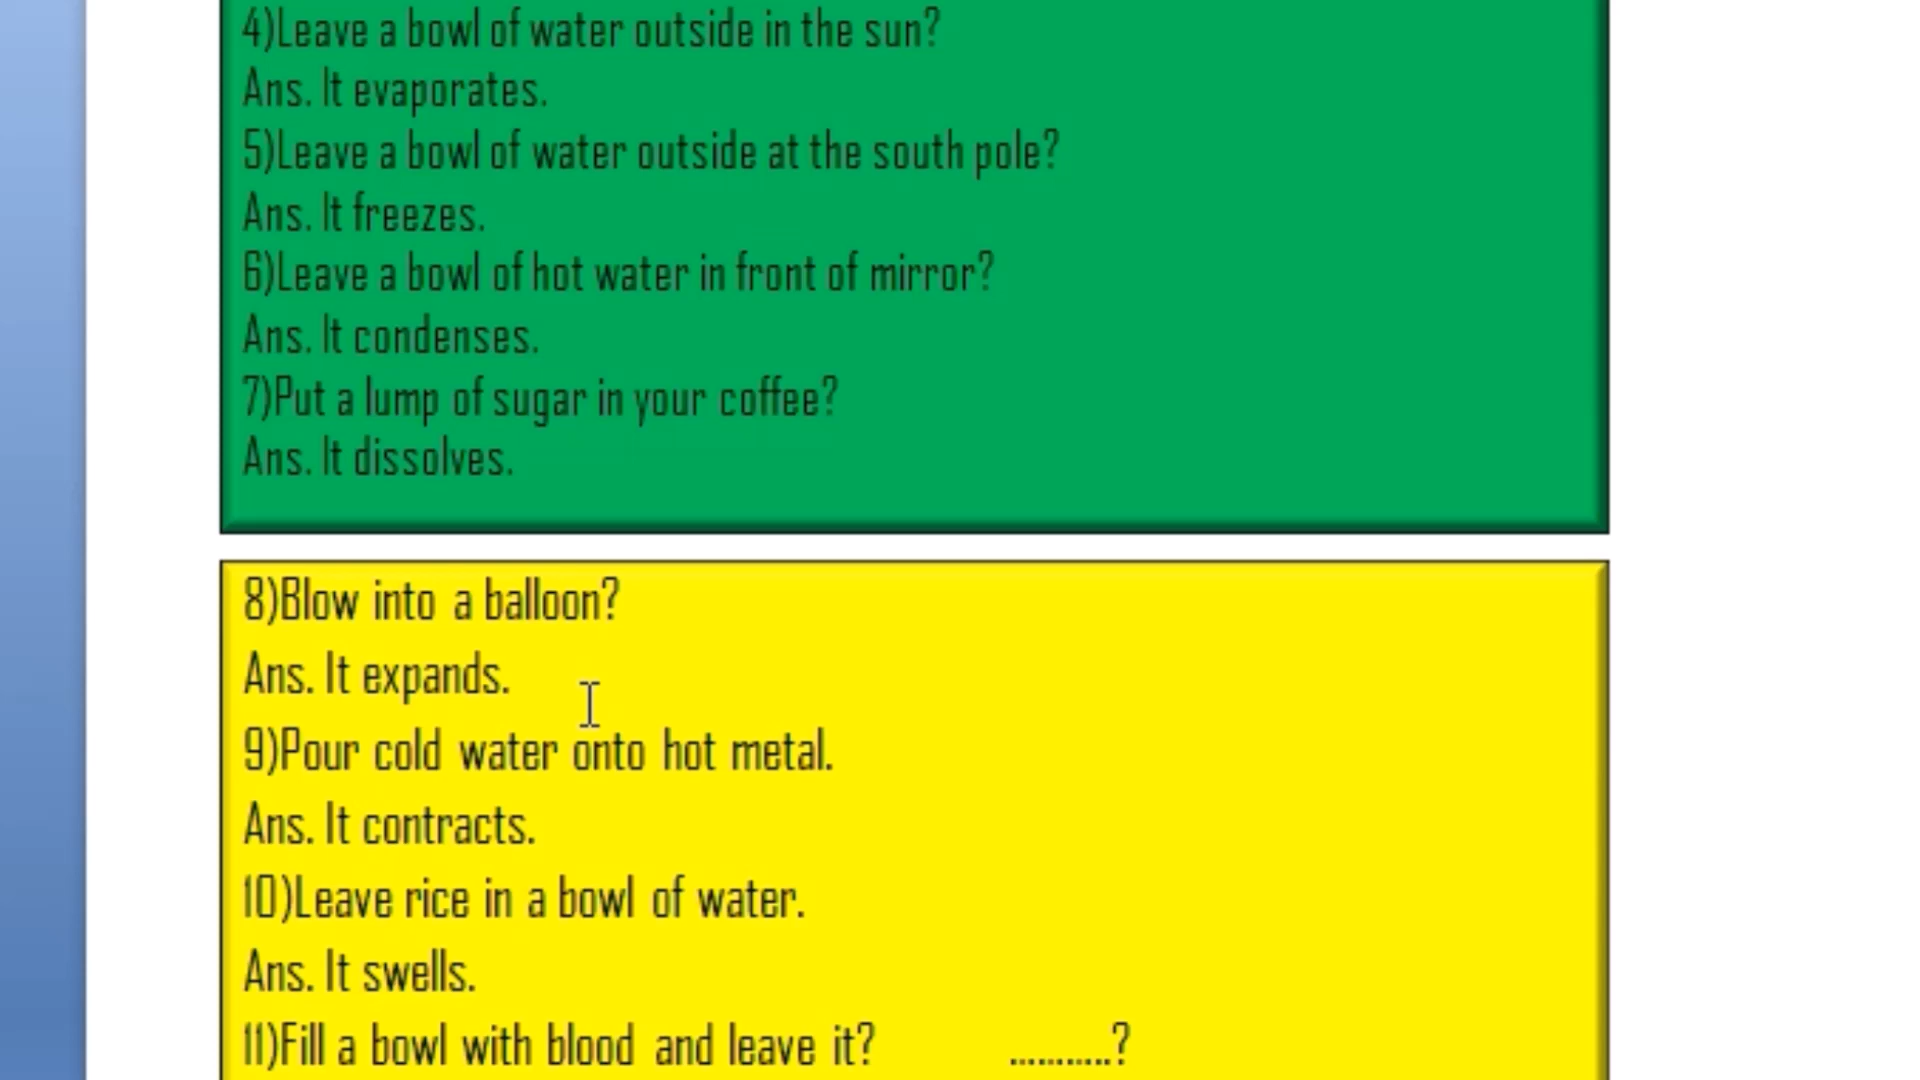 4)Leave a bowl of water outside in the sun?
Ans. It evaporates.
5)Leave a bowl of water outside at the south pole?
Ans. It freezes.
6)Leave a bowl of hot water in front of mirror?
Ans. It condenses.
7)Put a lump of sugar in your coffee?
Ans. It dissolves.
8)Blow into a balloon?
Ans. It expands.
9)Pour cold water onto hot metal.
Ans. It contracts.
10)Leave rice in a bowl of water.
Ans. It swells.
11)Fill a bowl with blood and leave it? ...........?